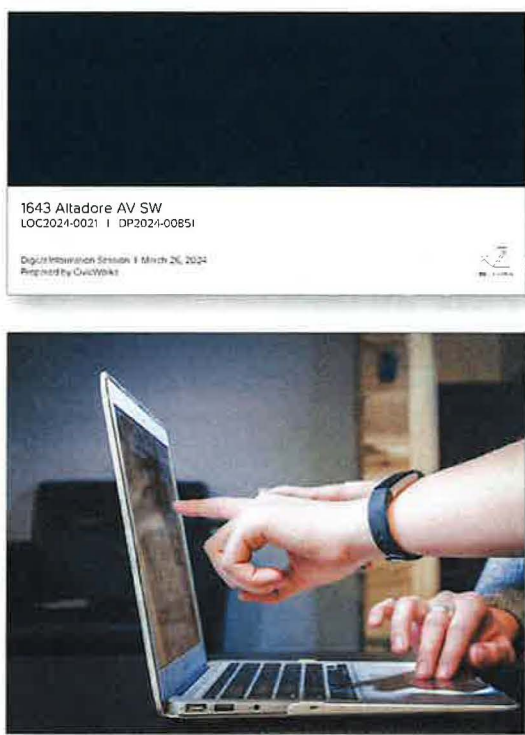 1643 Altadore AV SW
LOC2024-0021 | DP2024-00851
Digital Information Session | March 26, 2024
Prepared by CivicWorks